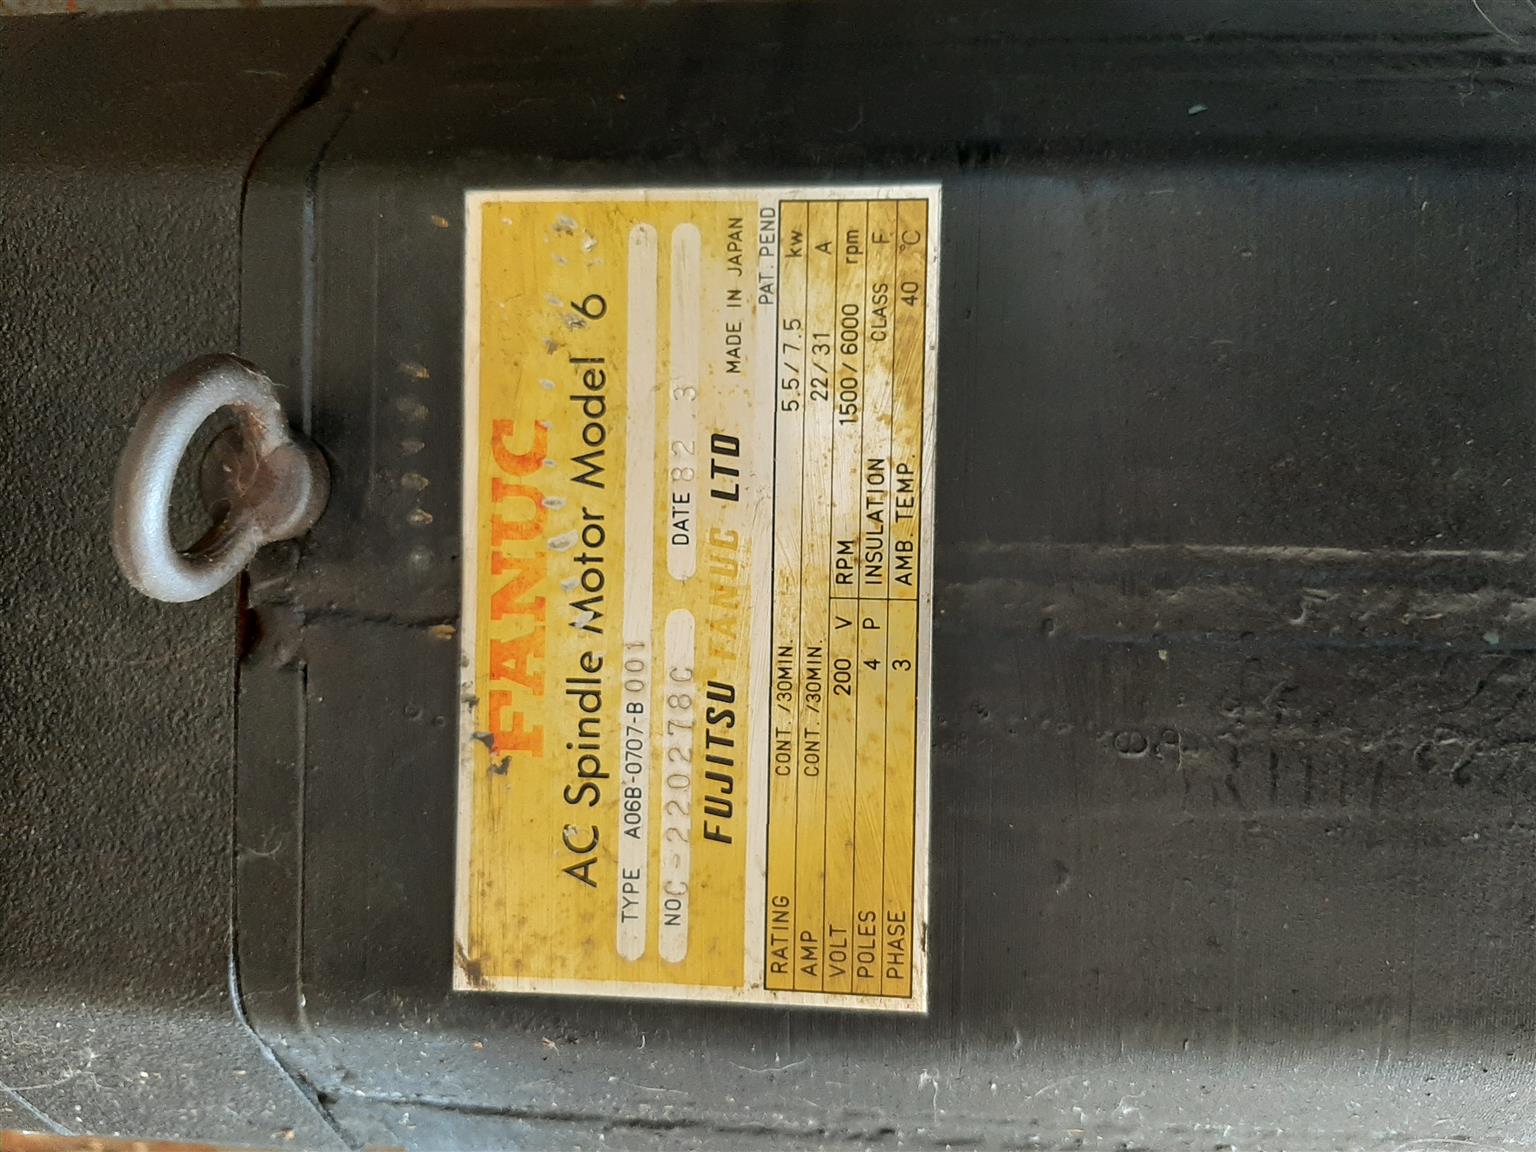 FANUC
AC Spindle Motor Model 6
TYPE A06B-0707-B 001
NO C-220278C DATE 82.3
FUJITSU FANUC LTD MADE IN JAPAN
PAT. PEND
RATING CONT./30MIN. 5.5/7.5 kw
AMP CONT./30MIN. 22/31 A
VOLT 200 V RPM 1500/6000 rpm
POLES 4 P INSULATION CLASS F
PHASE 3 AMB. TEMP. 40 °C